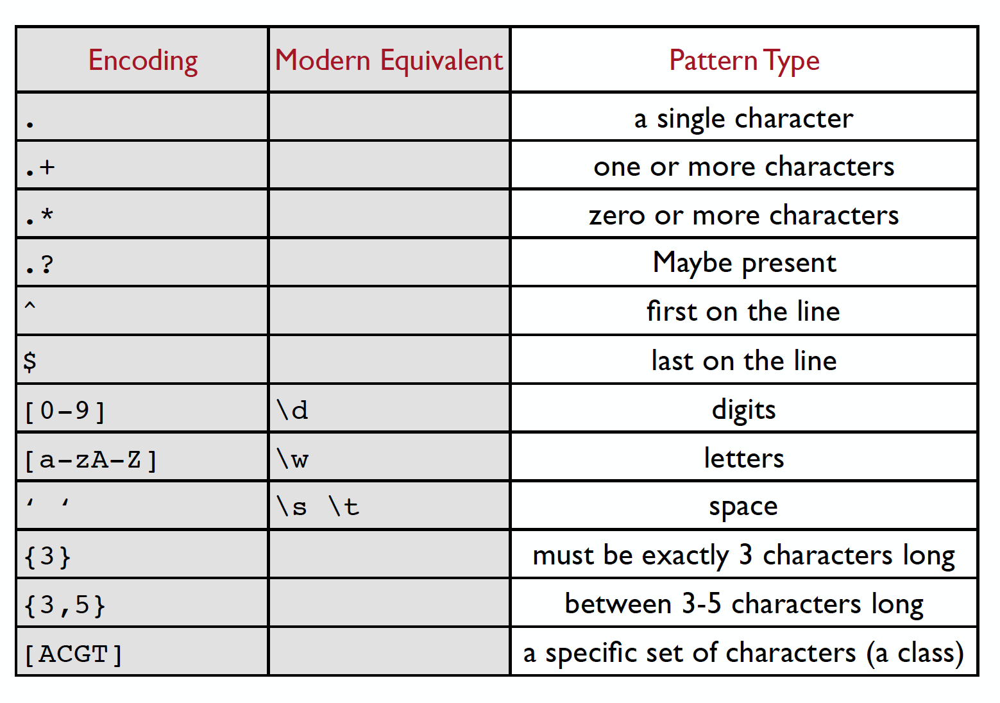 Encoding Modern Equivalent Pattern Type
. a single character
.+ one or more characters
.* zero or more characters
.? Maybe present
^ first on the line
$ last on the line
[0-9] \d digits
[a-zA-Z] \w letters
‘ ‘ \s \t space
{3} must be exactly 3 characters long
{3,5} between 3-5 characters long
[ACGT] a specific set of characters (a class)